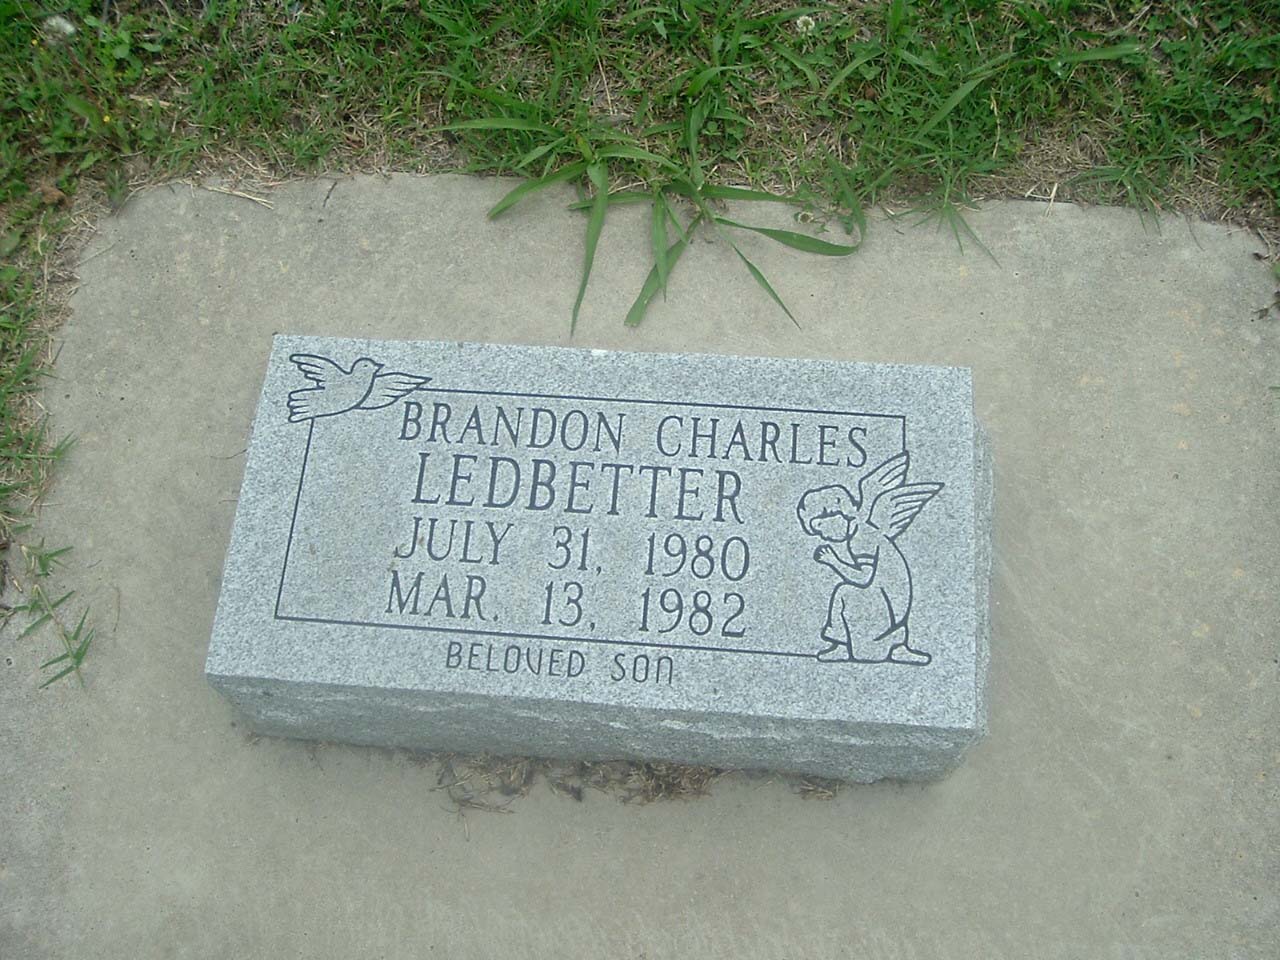 BRANDON CHARLES
LEDBETTER
JULY 31, 1980
MAR. 13, 1982
BELOVED SON